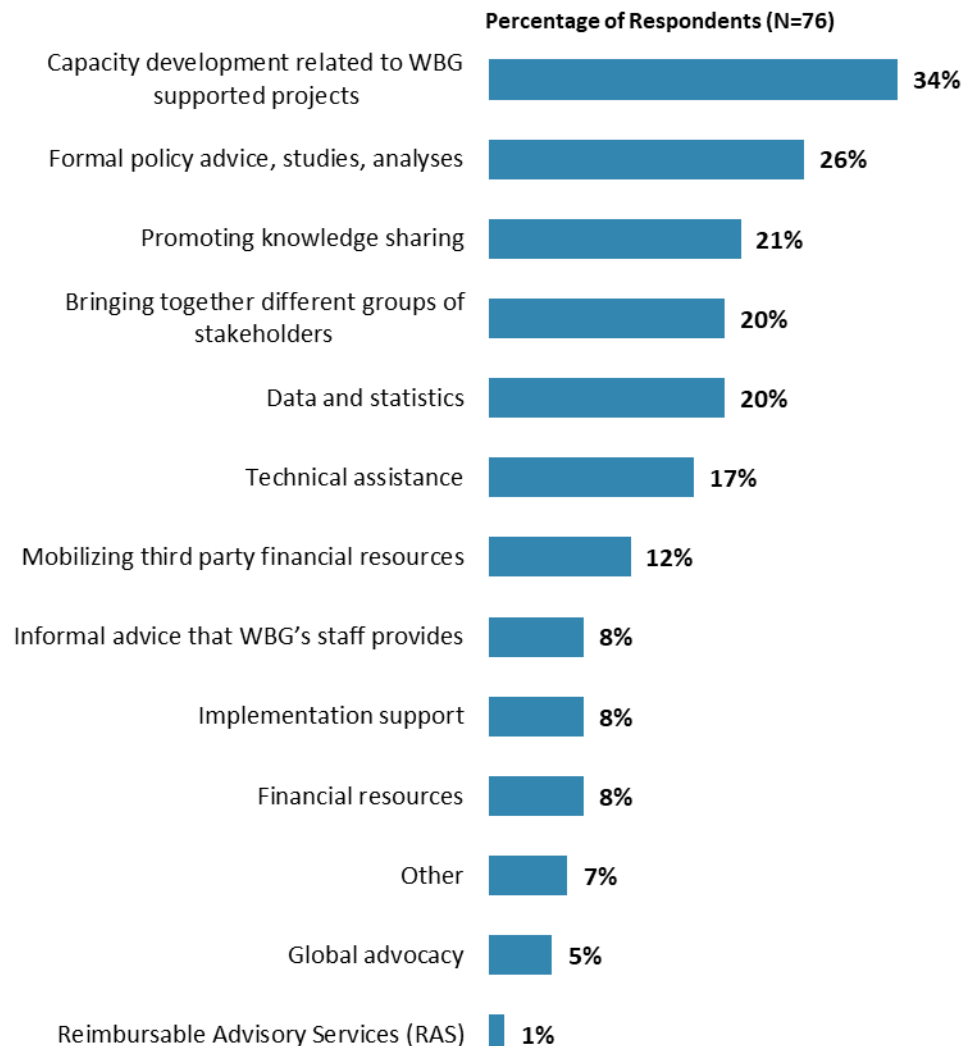 Percentage of Respondents (N=76)
Capacity development related to WBG
supported projects
34%
Formal policy advice, studies, analyses
26%
Promoting knowledge sharing
21%
Bringing together different groups of
stakeholders
20%
Data and statistics
20%
Technical assistance
17%
Mobilizing third party financial resources
12%
Informal advice that WBG’s staff provides
8%
Implementation support
8%
Financial resources
8%
Other
7%
Global advocacy
5%
Reimbursable Advisory Services (RAS)
1%